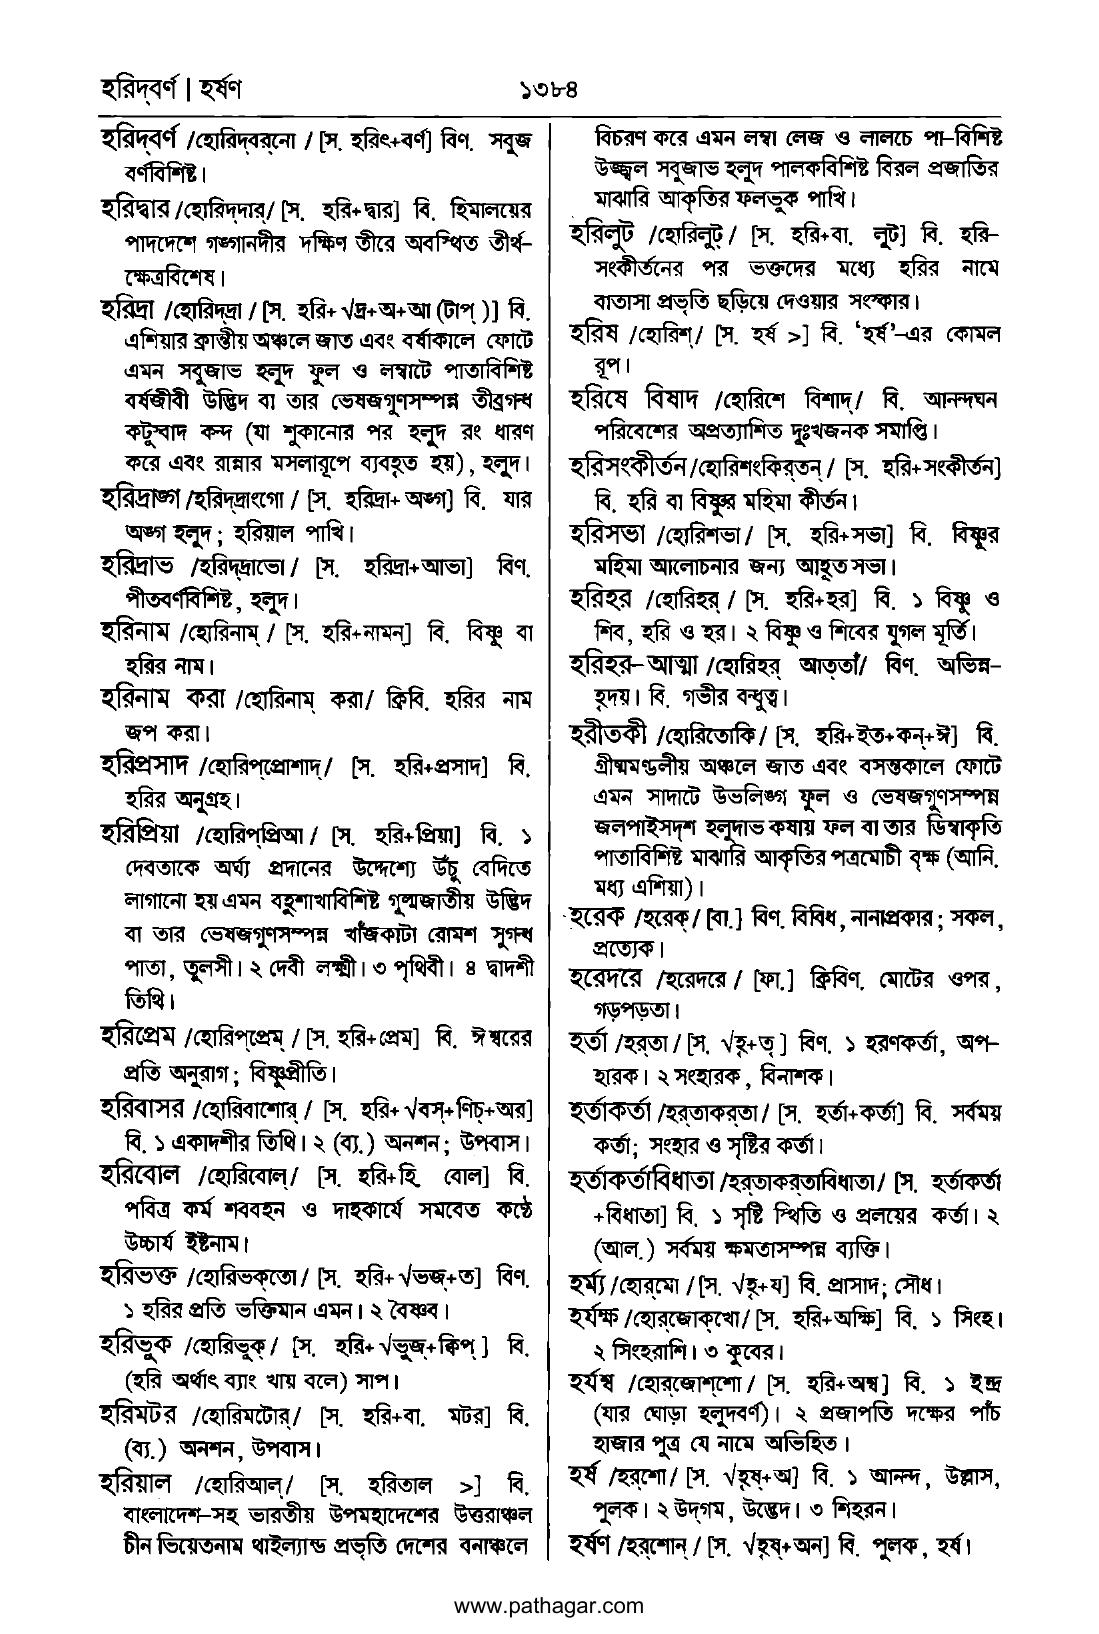 হরিদ্‌বর্ণ | হর্ষণ
১৩৮৪
হরিদ্‌বর্ণ /হোরিদ্‌বর্‌নো / [স. হরিৎ+বর্ণ] বিণ. সবুজ
বর্ণবিশিষ্ট।
হরিদ্বার /হোরিদ্‌দার্‌/ [স. হরি+দ্বার] বি. হিমালয়ের
পাদদেশে গঙ্গানদীর দক্ষিণ তীরে অবস্থিত তীর্থ–
ক্ষেত্রবিশেষ।
হরিদ্রা /হোরিদ্‌দ্রা / [স. হরি+ √দ্রু+অ+আ (টাপ্‌ )] বি.
এশিয়ার ক্রান্তীয় অঞ্চলে জাত এবং বর্ষাকালে ফোটে
এমন সবুজাভ হলুদ ফুল ও লম্বাটে পাতাবিশিষ্ট
বর্ষজীবী উদ্ভিদ বা তার ভেষজগুণসম্পন্ন তীব্রগন্ধ
কটুস্বাদ কন্দ (যা শুকানোর পর হলুদ রং ধারণ
করে এবং রান্নার মসলারূপে ব্যবহৃত হয়), হলুদ।
হরিদ্রাঙ্গ /হরিদ্‌দ্রাংগো / [স. হরিদ্রা+ অঙ্গ] বি. যার
অঙ্গ হলুদ ; হরিয়াল পাখি।
হরিদ্রাভ /হরিদ্‌দ্রাভো / [স. হরিদ্রা+আভা] বিণ.
পীতবর্ণবিশিষ্ট, হলুদ।
হরিনাম /হোরিনাম্‌ / [স. হরি+নামন্‌] বি. বিষ্ণু বা
হরির নাম।
হরিনাম করা /হোরিনাম্‌ করা/ ক্রিবি. হরির নাম
জপ করা।
হরিপ্রসাদ /হোরিপ্‌প্রোশাদ্‌/ [স. হরি+প্রসাদ] বি.
হরির অনুগ্রহ।
হরিপ্রিয়া /হোরিপ্‌প্রিআ / [স. হরি+প্রিয়া] বি. ১
দেবতাকে অর্ঘ্য প্রদানের উদ্দেশ্যে উঁচু বেদিতে
লাগানো হয় এমন বহুশাখাবিশিষ্ট গুল্মজাতীয় উদ্ভিদ
বা তার ভেষজগুণসম্পন্ন খাঁজকাটা রোমশ সুগন্ধ
পাতা, তুলসী। ২ দেবী লক্ষ্মী। ৩ পৃথিবী। ৪ দ্বাদশী
তিথি।
হরিপ্রেম /হোরিপ্‌প্রেম্‌ / [স. হরি+প্রেম] বি. ঈশ্বরের
প্রতি অনুরাগ ; বিষ্ণুপ্রীতি।
হরিবাসর /হোরিবাশোর্‌ / [স. হরি+ √বস্‌+ণিচ্‌+অর]
বি. ১ একাদশীর তিথি। ২ (ব্য.) অনশন ; উপবাস।
হরিবোল /হোরিবোল্‌/ [স. হরি+হি. বোল] বি.
পবিত্র কর্ম শববহন ও দাহকার্যে সমবেত কণ্ঠে
উচ্চার্য ইষ্টনাম।
হরিভক্ত /হোরিভক্‌তো / [স. হরি+ √ভজ্‌+ত] বিণ.
১ হরির প্রতি ভক্তিমান এমন। ২ বৈষ্ণব।
হরিভুক /হোরিভুক্‌/ [স. হরি+ √ভুজ্‌+ক্বিপ্‌ ] বি.
(হরি অর্থাৎ ব্যাং খায় বলে) সাপ।
হরিমটর /হোরিমটোর্‌/ [স. হরি+বা. মটর] বি.
(ব্য.) অনশন, উপবাস।
হরিয়াল /হোরিআল্‌/ [স. হরিতাল >] বি.
বাংলাদেশ–সহ ভারতীয় উপমহাদেশের উত্তরাঞ্চল
চীন ভিয়েতনাম থাইল্যান্ড প্রভৃতি দেশের বনাঞ্চলে
বিচরণ করে এমন লম্বা লেজ ও লালচে পা–বিশিষ্ট
উজ্জ্বল সবুজাভ হলুদ পালকবিশিষ্ট বিরল প্রজাতির
মাঝারি আকৃতির ফলভুক পাখি।
হরিলুট /হোরিলুট্‌ / [স. হরি+বা. লুট] বি. হরি–
সংকীর্তনের পর ভক্তদের মধ্যে হরির নামে
বাতাসা প্রভৃতি ছড়িয়ে দেওয়ার সংস্কার।
হরিষ /হোরিশ্‌/ [স. হর্ষ >] বি. ‘হর্ষ’–এর কোমল
রূপ।
হরিষে বিষাদ /হোরিশে বিশাদ্‌/ বি. আনন্দঘন
পরিবেশের অপ্রত্যাশিত দুঃখজনক সমাপ্তি।
হরিসংকীর্তন /হোরিশংকির্‌তন্‌ / [স. হরি+সংকীর্তন]
বি. হরি বা বিষ্ণুর মহিমা কীর্তন।
হরিসভা /হোরিশভা / [স. হরি+সভা] বি. বিষ্ণুর
মহিমা আলোচনার জন্য আহূত সভা।
হরিহর /হোরিহর্‌ / [স. হরি+হর] বি. ১ বিষ্ণু ও
শিব, হরি ও হর। ২ বিষ্ণু ও শিবের যুগল মূর্তি।
হরিহর–আত্মা /হোরিহর্‌ আত্‌তাঁ/ বিণ. অভিন্ন–
হৃদয়। বি. গভীর বন্ধুত্ব।
হরীতকী /হোরিতোকি / [স. হরি+ইত+কন্‌+ঈ] বি.
গ্রীষ্মমণ্ডলীয় অঞ্চলে জাত এবং বসন্তকালে ফোটে
এমন সাদাটে উভলিঙ্গ ফুল ও ভেষজগুণসম্পন্ন
জলপাইসদৃশ হলুদাভ কষায় ফল বা তার ডিম্বাকৃতি
পাতাবিশিষ্ট মাঝারি আকৃতির পত্রমোচী বৃক্ষ (আনি.
মধ্য এশিয়া)।
হরেক /হরেক্‌/ [বা.] বিণ. বিবিধ, নানাপ্রকার ; সকল,
প্রত্যেক।
হরেদরে /হরেদরে / [ফা.] ক্রিবিণ. মোটের ওপর,
গড়পড়তা।
হর্তা /হর্‌তা / [স. √হৃ+তৃ ] বিণ. ১ হরণকর্তা, অপ–
হারক। ২ সংহারক, বিনাশক।
হর্তাকর্তা /হর্‌তাকর্‌তা / [স. হর্তা+কর্তা] বি. সর্বময়
কর্তা; সংহার ও সৃষ্টির কর্তা।
হর্তাকর্তাবিধাতা /হর্‌তাকর্‌তাবিধাতা / [স. হর্তাকর্তা
+বিধাতা] বি. ১ সৃষ্টি স্থিতি ও প্রলয়ের কর্তা। ২
(আল.) সর্বময় ক্ষমতাসম্পন্ন ব্যক্তি।
হর্ম্য /হোর্‌মো / [স. √হৃ+য] বি. প্রাসাদ; সৌধ।
হর্যক্ষ /হোর্‌জোক্‌খো / [স. হরি+অক্ষি] বি. ১ সিংহ।
২ সিংহরাশি। ৩ কুবের।
হর্যশ্ব /হোর্‌জোশ্‌শো / [স. হরি+অশ্ব] বি. ১ ইন্দ্র
(যার ঘোড়া হলুদবর্ণ)। ২ প্রজাপতি দক্ষের পাঁচ
হাজার পুত্র যে নামে অভিহিত।
হর্ষ /হর্‌শো / [স. √হৃষ্‌+অ] বি. ১ আনন্দ, উল্লাস,
পুলক। ২ উদ্‌গম, উদ্ভেদ। ৩ শিহরন।
হর্ষণ /হর্‌শোন্‌ / [স. √হৃষ্‌+অন] বি. পুলক, হর্ষ।
www.pathagar.com